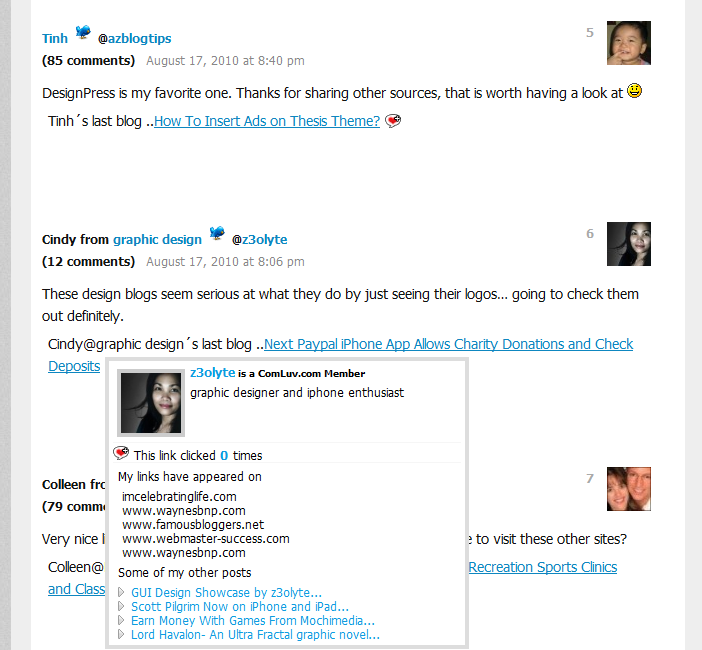 Tinh @azblogtips 5
(85 comments) August 17, 2010 at 8:40 pm
DesignPress is my favorite one. Thanks for sharing other sources, that is worth having a look at
Tinh´s last blog ..How To Insert Ads on Thesis Theme?
Cindy from graphic design @z3olyte 6
(12 comments) August 17, 2010 at 8:06 pm
These design blogs seem serious at what they do by just seeing their logos... going to check them
out definitely.
Cindy@graphic design´s last blog ..Next Paypal iPhone App Allows Charity Donations and Check
Deposits
z3olyte is a ComLuv.com Member
graphic designer and iphone enthusiast
This link clicked 0 times
My links have appeared on
imcelebratinglife.com
www.waynesbnp.com
www.famousbloggers.net
www.webmaster-success.com
www.waynesbnp.com
Some of my other posts
GUI Design Showcase by z3olyte...
Scott Pilgrim Now on iPhone and iPad...
Earn Money With Games From Mochimedia...
Lord Havalon- An Ultra Fractal graphic novel...
Colleen 7
(79
Very nice to visit these other sites?
Colleen@ Recreation Sports Clinics
and